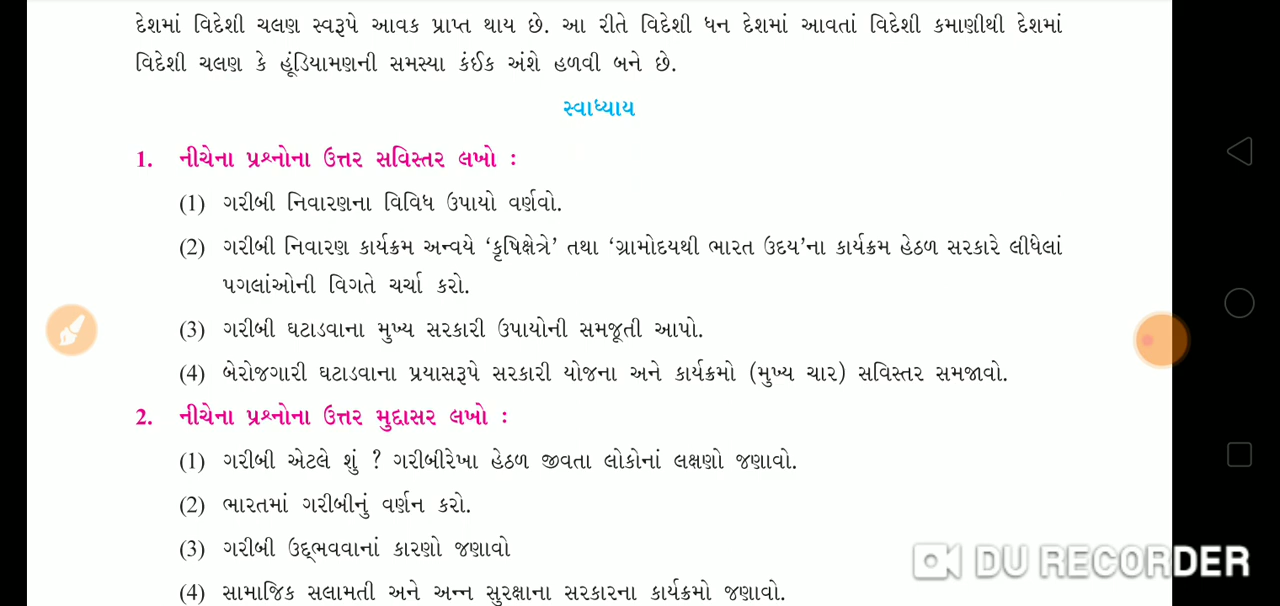 દેશમાં વિદેશી ચલણ સ્વરૂપે આવક પ્રાપ્ત થાય છે. આ રીતે વિદેશી ધન દેશમાં આવતાં વિદેશી કમાણીથી દેશમાં
વિદેશી ચલણ કે હૂંડિયામણની સમસ્યા કંઈક અંશે હળવી બને છે.
સ્વાધ્યાય
1. નીચેના પ્રશ્નોના ઉત્તર સવિસ્તર લખો :
(1) ગરીબી નિવારણના વિવિધ ઉપાયો વર્ણવો.
(2) ગરીબી નિવારણ કાર્યક્રમ અન્વયે ‘કૃષિક્ષેત્રે’ તથા ‘ગ્રામોદયથી ભારત ઉદય’ના કાર્યક્રમ હેઠળ સરકારે લીધેલાં
પગલાંઓની વિગતે ચર્ચા કરો.
(3) ગરીબી ઘટાડવાના મુખ્ય સરકારી ઉપાયોની સમજૂતી આપો.
(4) બેરોજગારી ઘટાડવાના પ્રયાસરૂપે સરકારી યોજના અને કાર્યક્રમો (મુખ્ય ચાર) સવિસ્તર સમજાવો.
2. નીચેના પ્રશ્નોના ઉત્તર મુદ્દાસર લખો :
(1) ગરીબી એટલે શું ? ગરીબીરેખા હેઠળ જીવતા લોકોનાં લક્ષણો જણાવો.
(2) ભારતમાં ગરીબીનું વર્ણન કરો.
(3) ગરીબી ઉદ્ભવવાનાં કારણો જણાવો
(4) સામાજિક સલામતી અને અન્ન સુરક્ષાના સરકારના કાર્યક્રમો જણાવો.
DU RECORDER